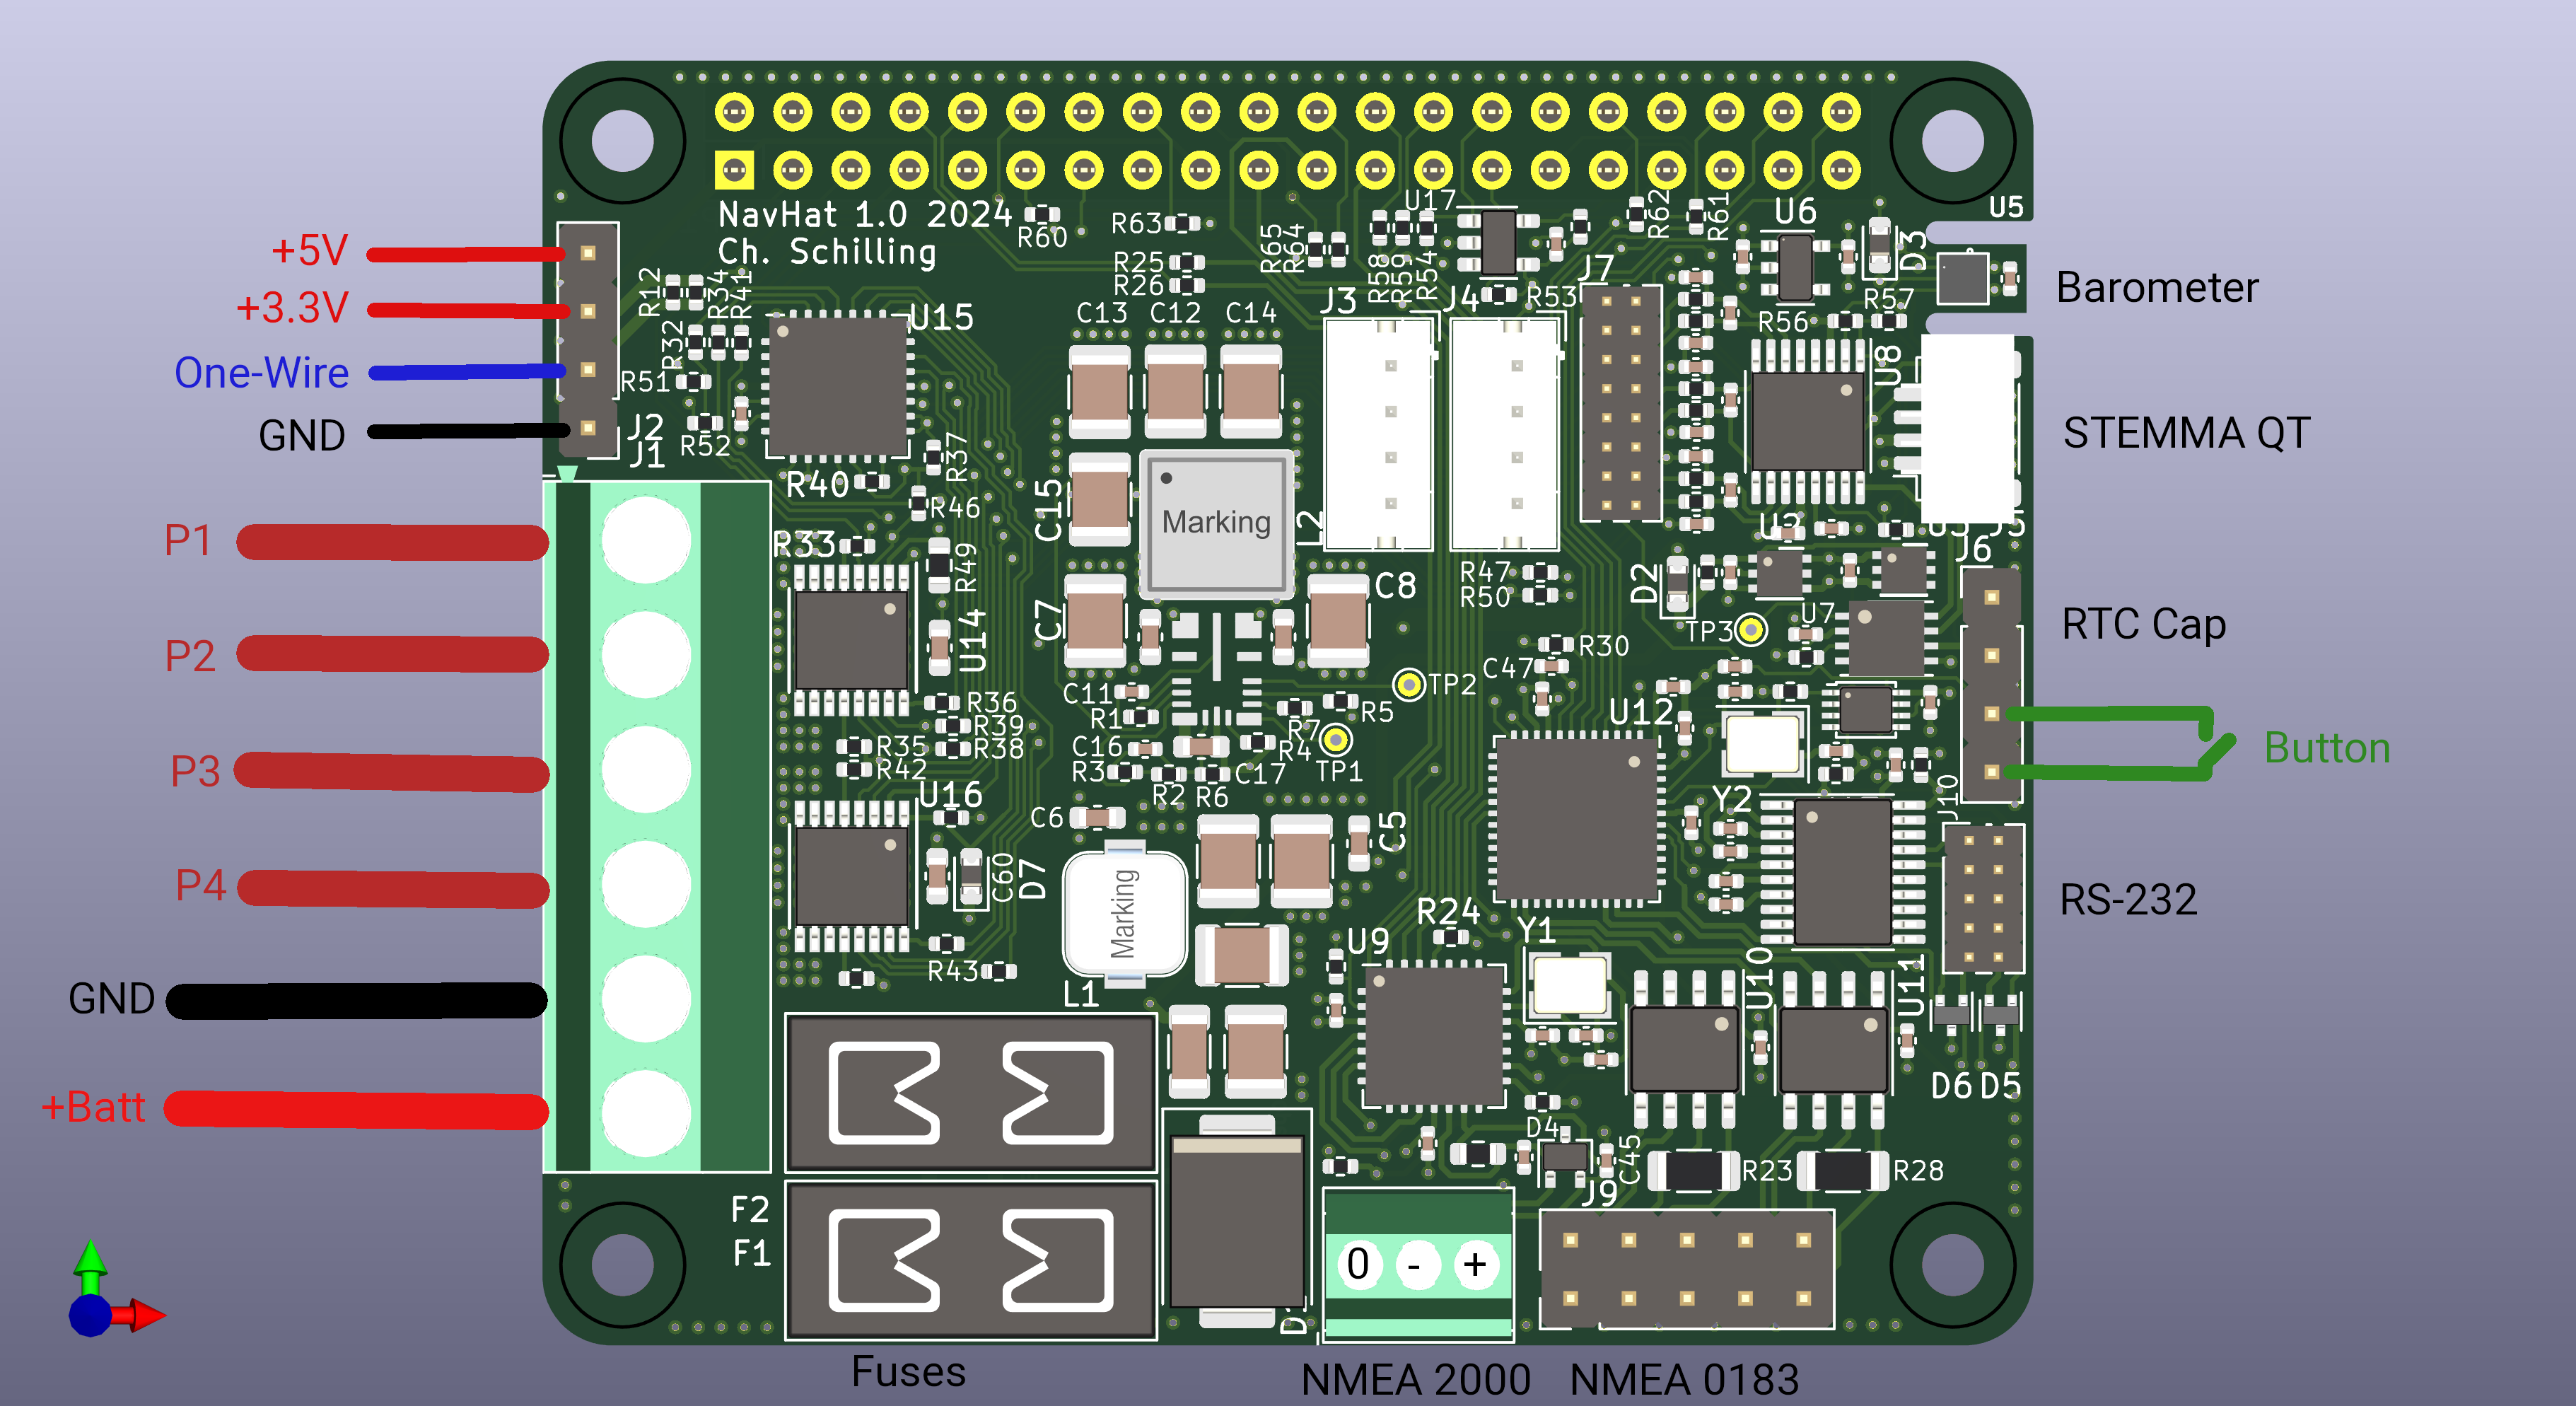 NavHat 1.0 2024
Ch. Schilling
R60
R63
R25
R26
R65
R64
R58
R59
R54
U17
R53
R62
R61
U6
D3
U5
R57
R56
+5V
+3.3V
One-Wire
GND
R12
R34
R41
R32
R51
R52
J2
J1
U15
R37
R40
R46
C13
C12
C14
J3
J4
J7
U8
Barometer
STEMMA QT
P1
P2
P3
P4
GND
+Batt
R33
R49
U14
R36
R39
R38
R35
R42
U16
C60
D7
R43
C15
Marking
L2
C7
C8
C11
R1
C16
R3
R2
R6
C17
R4
R7
R5
TP1
TP2
C6
C5
Marking
L1
R47
R50
D2
TP3
U7
J6
R30
C47
U12
Y2
J10
RTC Cap
Button
RS-232
R24
U9
Y1
U10
U11
D6
D5
D4
C45
R23
R28
J9
F2
F1
0
-
+
Fuses
NMEA 2000
NMEA 0183